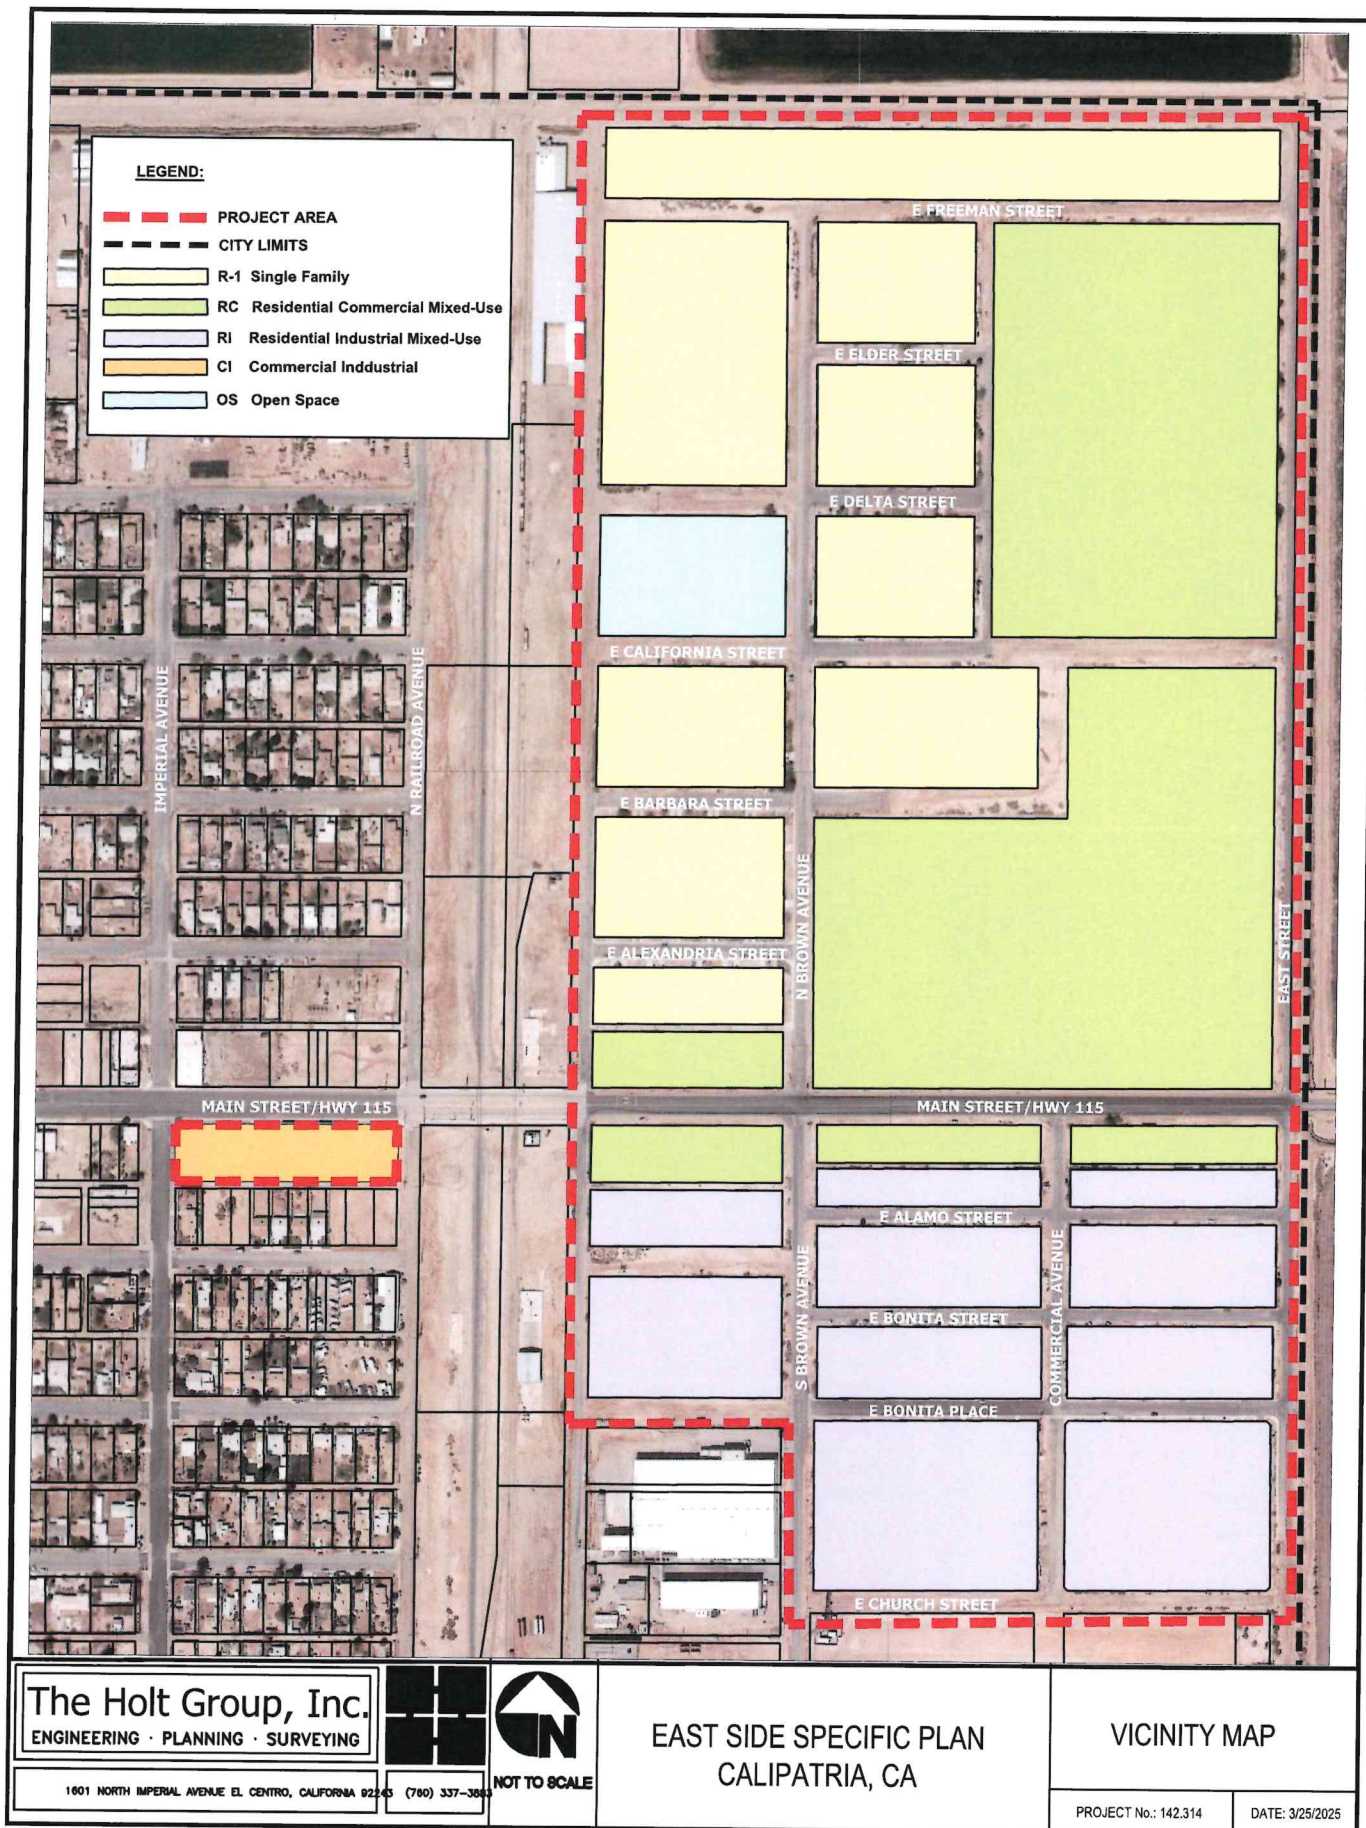 LEGEND:
PROJECT AREA
CITY LIMITS
R-1 Single Family
RC Residential Commercial Mixed-Use
RI Residential Industrial Mixed-Use
CI Commercial Inddustrial
OS Open Space
E FREEMAN STREET
E ELDER STREET
E DELTA STREET
E CALIFORNIA STREET
IMPERIAL AVENUE
N RAILROAD AVENUE
E BARBARA STREET
N BROWN AVENUE
E ALEXANDRIA STREET
EAST STREET
MAIN STREET/HWY 115
MAIN STREET/HWY 115
E ALAMO STREET
S BROWN AVENUE
COMMERCIAL AVENUE
E BONITA STREET
E BONITA PLACE
E CHURCH STREET
The Holt Group, Inc.
ENGINEERING · PLANNING · SURVEYING
1601 NORTH IMPERIAL AVENUE EL CENTRO, CALIFORNIA 92243
(760) 337-3883
N
NOT TO SCALE
EAST SIDE SPECIFIC PLAN
CALIPATRIA, CA
VICINITY MAP
PROJECT No.: 142.314
DATE: 3/25/2025